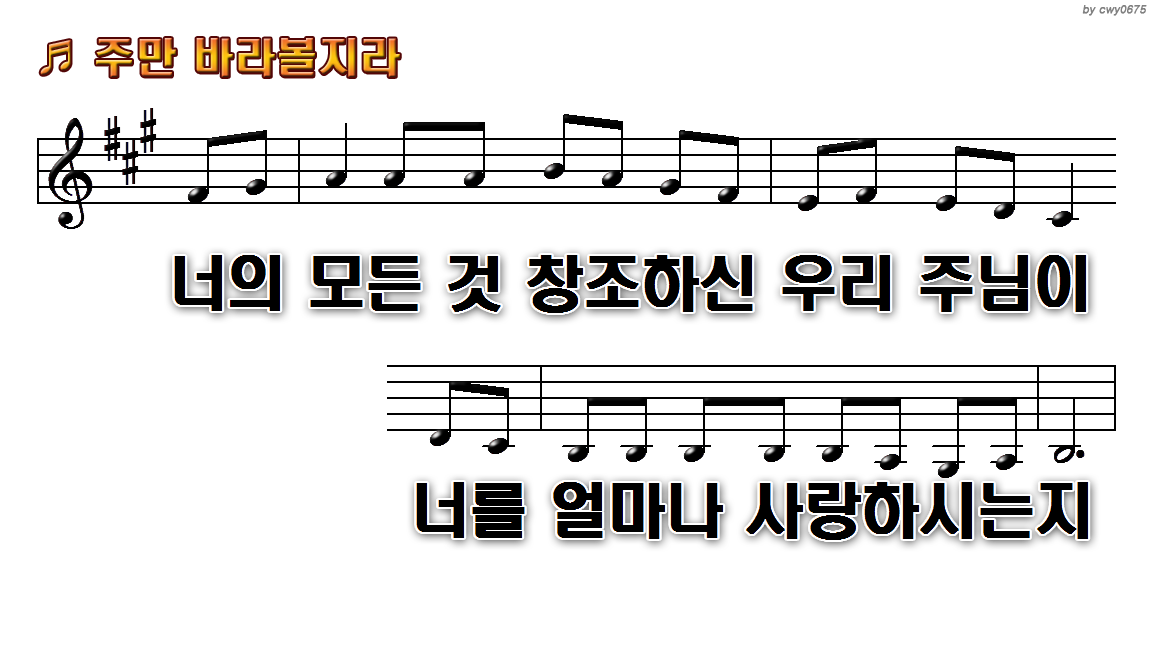 by cwy0675
♬ 주만 바라볼지라
너의 모든 것 창조하신 우리 주님이
너를 얼마나 사랑하시는지